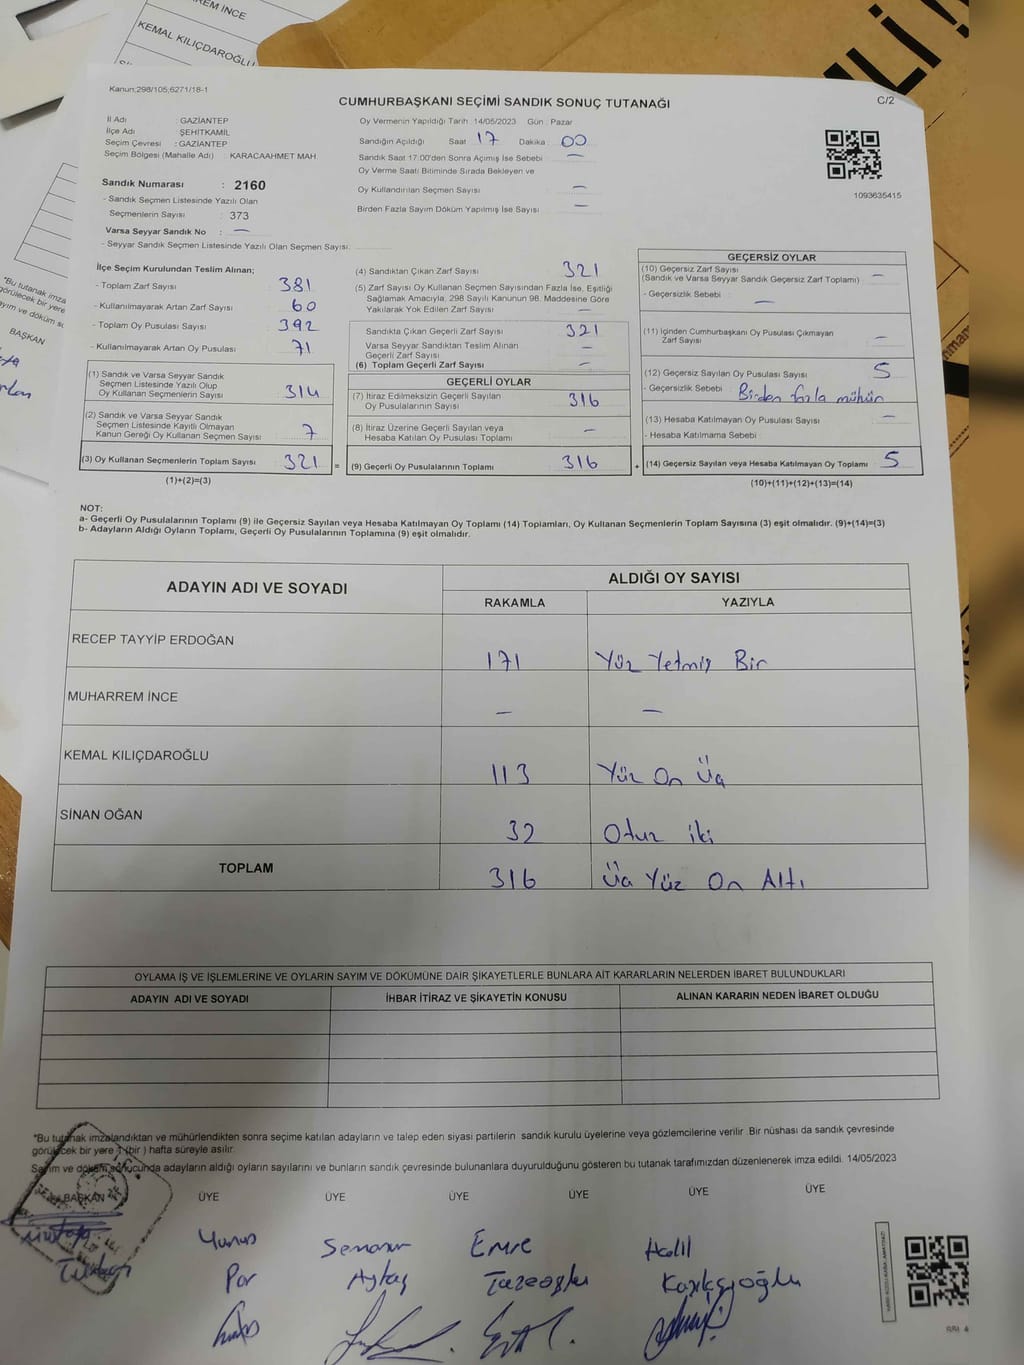 REM İNCE
KEMAL KILIÇDAROĞLU
Lİ!!
Kanun:298/105;6271/18-1
CUMHURBAŞKANI SEÇİMİ SANDIK SONUÇ TUTANAĞI
C/2
İl Adı : GAZİANTEP
İlçe Adı : ŞEHİTKAMİL
Seçim Çevresi : GAZİANTEP
Seçim Bölgesi (Mahalle Adı) : KARACAAHMET MAH.
Oy Vermenin Yapıldığı Tarih :14/05/2023 Gün : Pazar
Sandığın Açıldığı Saat 17 Dakika 00
Sandık Saat 17:00'den Sonra Açımış İse Sebebi —
Oy Verme Saati Bitiminde Sırada Bekleyen ve
Oy Kullandırılan Seçmen Sayısı —
Birden Fazla Sayım Döküm Yapılmış İse Sayısı —
1093635415
Sandık Numarası : 2160
- Sandık Seçmen Listesinde Yazılı Olan
Seçmenlerin Sayısı : 373
Varsa Seyyar Sandık No : —
- Seyyar Sandık Seçmen Listesinde Yazılı Olan Seçmen Sayısı:
İlçe Seçim Kurulundan Teslim Alınan;
- Toplam Zarf Sayısı 381
- Kullanılmayarak Artan Zarf Sayısı 60
- Toplam Oy Pusulası Sayısı 392
- Kullanılmayarak Artan Oy Pusulası 71
(1) Sandık ve Varsa Seyyar Sandık
Seçmen Listesinde Yazılı Olup
Oy Kullanan Seçmenlerin Sayısı 314
(2) Sandık ve Varsa Seyyar Sandık
Seçmen Listesinde Kayıtlı Olmayan
Kanun Gereği Oy Kullanan Seçmen Sayısı 7
(3) Oy Kullanan Seçmenlerin Toplam Sayısı 321 =
(1)+(2)=(3)
(4) Sandıktan Çıkan Zarf Sayısı 321
(5) Zarf Sayısı Oy Kullanan Seçmen Sayısından Fazla İse, Eşitliği
Sağlamak Amacıyla, 298 Sayılı Kanunun 98. Maddesine Göre
Yakılarak Yok Edilen Zarf Sayısı —
Sandıkta Çıkan Geçerli Zarf Sayısı 321
Varsa Seyyar Sandıktan Teslim Alınan
Geçerli Zarf Sayısı —
(6) Toplam Geçerli Zarf Sayısı —
GEÇERLİ OYLAR
(7) İtiraz Edilmeksizin Geçerli Sayılan
Oy Pusulalarının Sayısı 316
(8) İtiraz Üzerine Geçerli Sayılan veya
Hesaba Katılan Oy Pusulası Toplamı —
(9) Geçerli Oy Pusulalarının Toplamı 316 +
GEÇERSİZ OYLAR
(10) Geçersiz Zarf Sayısı —
(Sandık ve Varsa Seyyar Sandık Geçersiz Zarf Toplamı)
- Geçersizlik Sebebi —
(11) İçinden Cumhurbaşkanı Oy Pusulası Çıkmayan
Zarf Sayısı —
(12) Geçersiz Sayılan Oy Pusulası Sayısı 5
- Geçersizlik Sebebi Birden fazla mühür
(13) Hesaba Katılmayan Oy Pusulası Sayısı —
- Hesaba Katılmama Sebebi
(14) Geçersiz Sayılan veya Hesaba Katılmayan Oy Toplamı 5
(10)+(11)+(12)+(13)=(14)
NOT:
a- Geçerli Oy Pusulalarının Toplamı (9) ile Geçersiz Sayılan veya Hesaba Katılmayan Oy Toplamı (14) Toplamları, Oy Kullanan Seçmenlerin Toplam Sayısına (3) eşit olmalıdır. (9)+(14)=(3)
b- Adayların Aldığı Oyların Toplamı, Geçerli Oy Pusulalarının Toplamına (9) eşit olmalıdır.
ADAYIN ADI VE SOYADI
ALDIĞI OY SAYISI
RAKAMLA YAZIYLA
RECEP TAYYİP ERDOĞAN 171 Yüz Yetmiş Bir
MUHARREM İNCE — —
KEMAL KILIÇDAROĞLU 113 Yüz On Üç
SİNAN OĞAN 32 Otuz iki
TOPLAM 316 Üç Yüz On Altı
OYLAMA İŞ VE İŞLEMLERİNE VE OYLARIN SAYIM VE DÖKÜMÜNE DAİR ŞİKAYETLERLE BUNLARA AİT KARARLARIN NELERDEN İBARET BULUNDUKLARI
ADAYIN ADI VE SOYADI İHBAR İTİRAZ VE ŞİKAYETİN KONUSU ALINAN KARARIN NEDEN İBARET OLDUĞU
*Bu tutanak imzalandıktan ve mühürlendikten sonra seçime katılan adayların ve talep eden siyasi partilerin sandık kurulu üyelerine veya gözlemcilerine verilir Bir nüshası da sandık çevresinde
görülecek bir yere 1 (bir ) hafta süreyle asılır.
Sayım ve döküm sonucunda adayların aldığı oyların sayılarını ve bunların sandık çevresinde bulunanlara duyurulduğunu gösteren bu tutanak tarafımızdan düzenlenerek imza edildi. 14/05/2023
BAŞKAN ÜYE ÜYE ÜYE ÜYE ÜYE ÜYE
Mustafa Yunus Semanur Emre Halil
Par Aytaş Tazeoglu
*Bu tutanak imza
görülecek bir yere
BAŞKAN